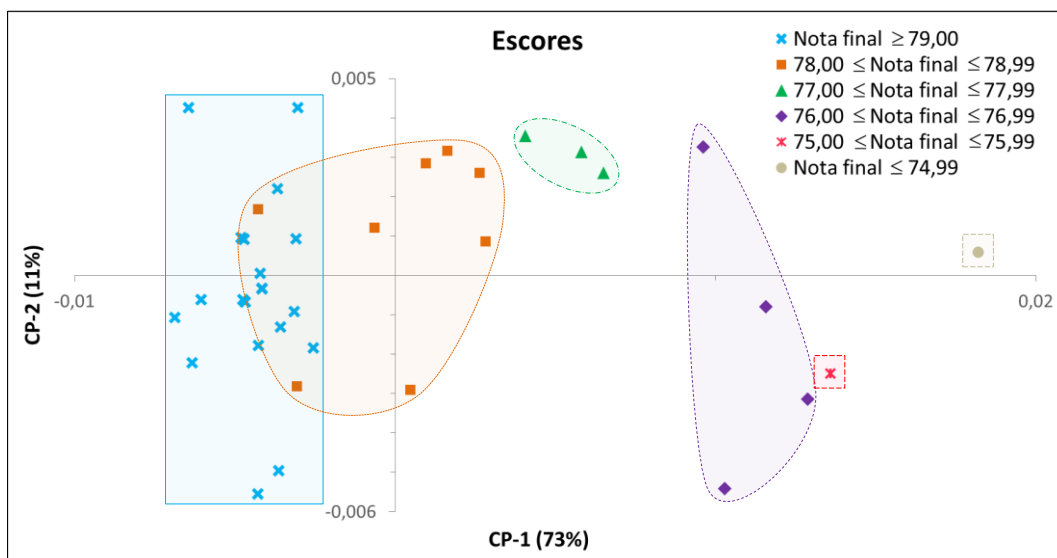 Escores
Nota final ≥ 79,00
78,00 ≤ Nota final ≤ 78,99
77,00 ≤ Nota final ≤ 77,99
76,00 ≤ Nota final ≤ 76,99
75,00 ≤ Nota final ≤ 75,99
Nota final ≤ 74,99
0,005
-0,01
0,02
CP-2 (11%)
-0,006
CP-1 (73%)